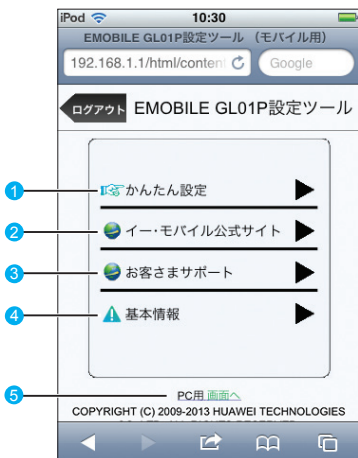 iPod 10:30
EMOBILE GL01P設定ツール (モバイル用)
192.168.1.1/html/content Google
ログアウト EMOBILE GL01P設定ツール
1 かんたん設定
2 イー・モバイル公式サイト
3 お客さまサポート
4 基本情報
5 PC用 画面へ
COPYRIGHT (C) 2009-2013 HUAWEI TECHNOLOGIES